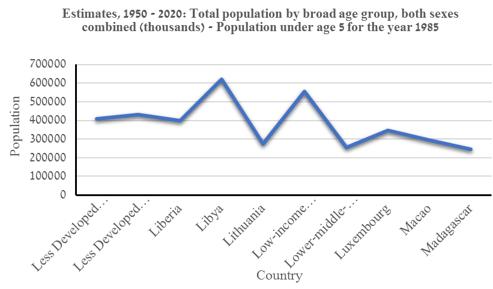 Estimates, 1950 - 2020: Total population by broad age group, both sexes
combined (thousands) - Population under age 5 for the year 1985
700000
600000
500000
400000
300000
200000
100000
0
Population
Less Developed…
Less Developed…
Liberia
Libya
Lithuania
Low-income…
Lower-middle-…
Luxembourg
Macao
Madagascar
Country